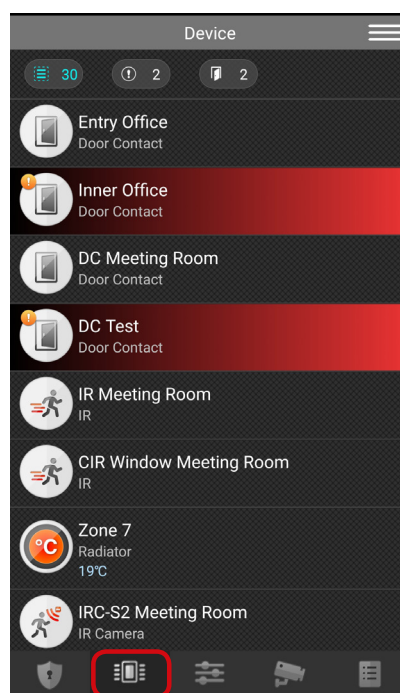 Device
30
2
2
Entry Office
Door Contact
Inner Office
Door Contact
DC Meeting Room
Door Contact
DC Test
Door Contact
IR Meeting Room
IR
CIR Window Meeting Room
IR
°C
Zone 7
Radiator
19°C
IRC-S2 Meeting Room
IR Camera